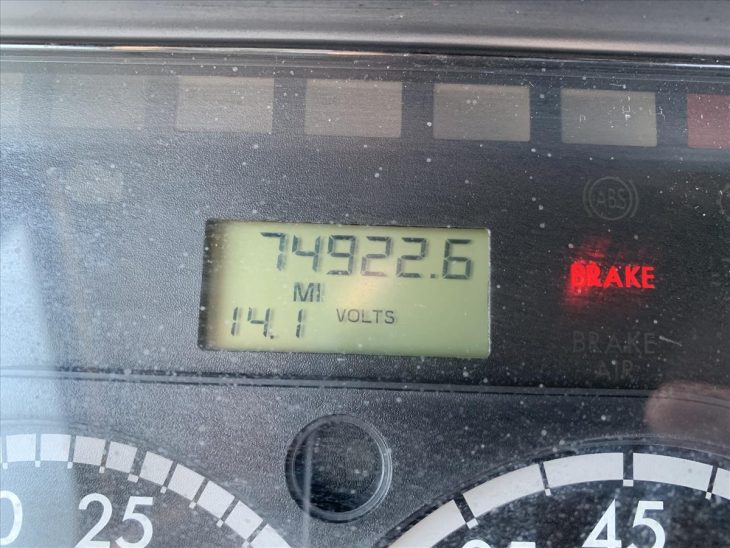 ABS
74922.6
BRAKE
MI
14.1 VOLTS
BRAKE
AIR
25
45